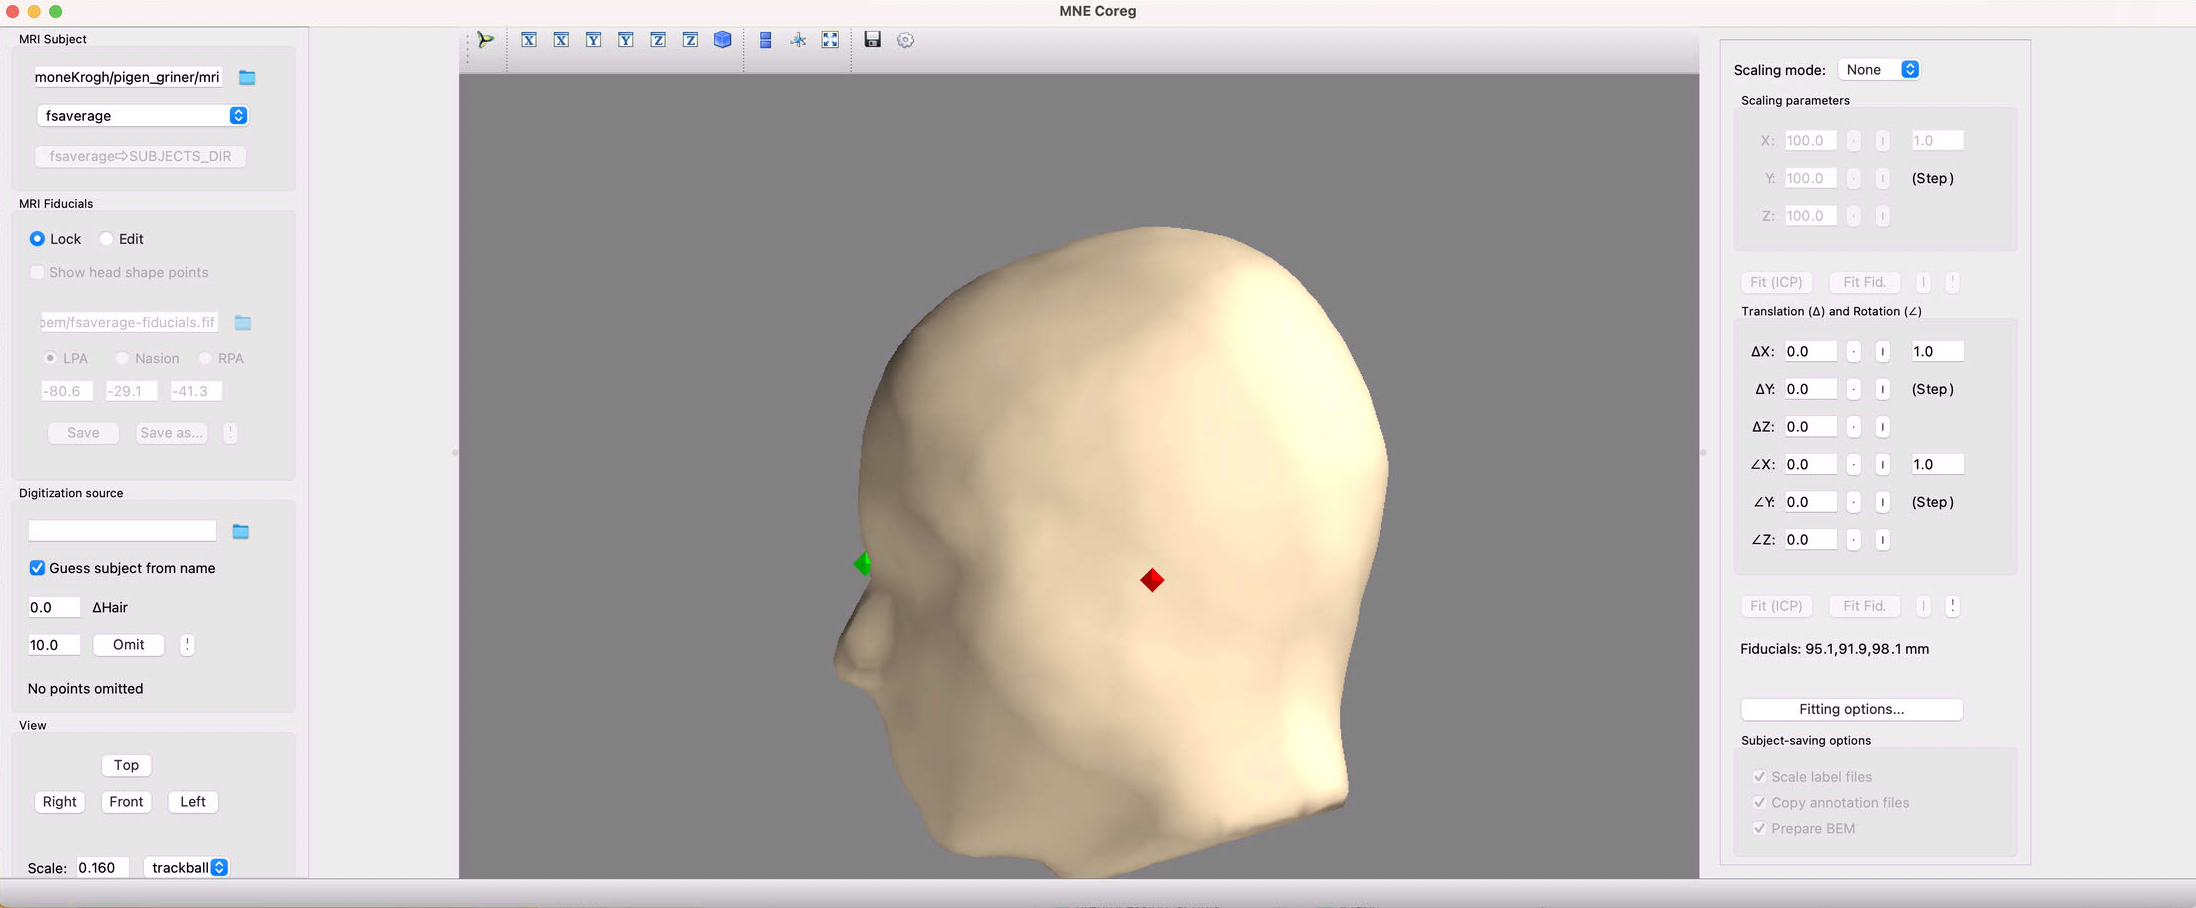 MNE Coreg
MRI Subject
moneKrogh/pigen_griner/mri
fsaverage
fsaverage⇨SUBJECTS_DIR
MRI Fiducials
Lock Edit
Show head shape points
bem/fsaverage-fiducials.fif
LPA Nasion RPA
-80.6 -29.1 -41.3
Save Save as... !
Digitization source
Guess subject from name
0.0 ΔHair
10.0 Omit !
No points omitted
View
Top
Right Front Left
Scale: 0.160 trackball
X X Y Y Z Z
Scaling mode: None
Scaling parameters
X: 100.0 1.0
Y: 100.0 (Step)
Z: 100.0
Fit (ICP) Fit Fid. !
Translation (Δ) and Rotation (∠)
ΔX: 0.0 1.0
ΔY: 0.0 (Step)
ΔZ: 0.0
∠X: 0.0 1.0
∠Y: 0.0 (Step)
∠Z: 0.0
Fit (ICP) Fit Fid. !
Fiducials: 95.1,91.9,98.1 mm
Fitting options...
Subject-saving options
Scale label files
Copy annotation files
Prepare BEM